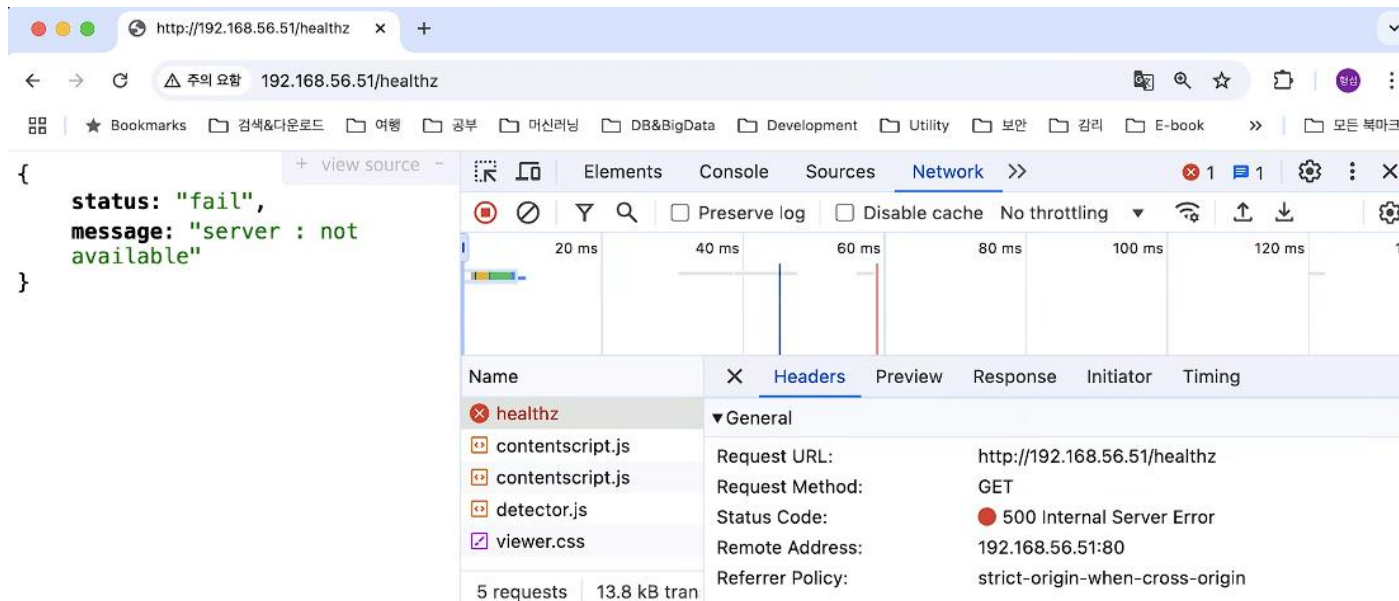 http://192.168.56.51/healthz
주의 요함 192.168.56.51/healthz
형심
Bookmarks 검색&다운로드 여행 공부 머신러닝 DB&BigData Development Utility 보안 감리 E-book » 모든 북마크
+ view source -
{
status: "fail",
message: "server : not
available"
}
Elements Console Sources Network 1 1
Preserve log Disable cache No throttling
20 ms 40 ms 60 ms 80 ms 100 ms 120 ms
Name
healthz
contentscript.js
contentscript.js
detector.js
viewer.css
5 requests 13.8 kB tran
Headers Preview Response Initiator Timing
General
Request URL: http://192.168.56.51/healthz
Request Method: GET
Status Code: 500 Internal Server Error
Remote Address: 192.168.56.51:80
Referrer Policy: strict-origin-when-cross-origin